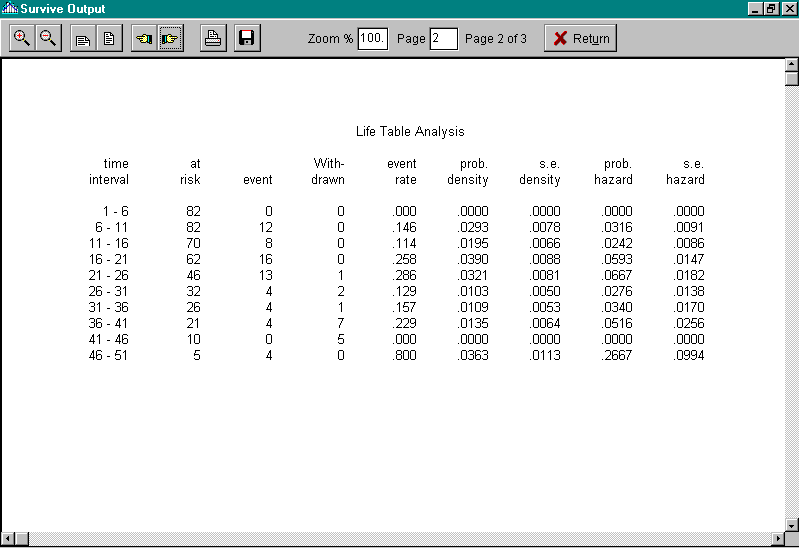 Survive Output
Zoom % 100. Page 2 Page 2 of 3 Return
Life Table Analysis
time at With- event prob. s.e. prob. s.e.
interval risk event drawn rate density density hazard hazard
1 - 6 82 0 0 .000 .0000 .0000 .0000 .0000
6 - 11 82 12 0 .146 .0293 .0078 .0316 .0091
11 - 16 70 8 0 .114 .0195 .0066 .0242 .0086
16 - 21 62 16 0 .258 .0390 .0088 .0593 .0147
21 - 26 46 13 1 .286 .0321 .0081 .0667 .0182
26 - 31 32 4 2 .129 .0103 .0050 .0276 .0138
31 - 36 26 4 1 .157 .0109 .0053 .0340 .0170
36 - 41 21 4 7 .229 .0135 .0064 .0516 .0256
41 - 46 10 0 5 .000 .0000 .0000 .0000 .0000
46 - 51 5 4 0 .800 .0363 .0113 .2667 .0994